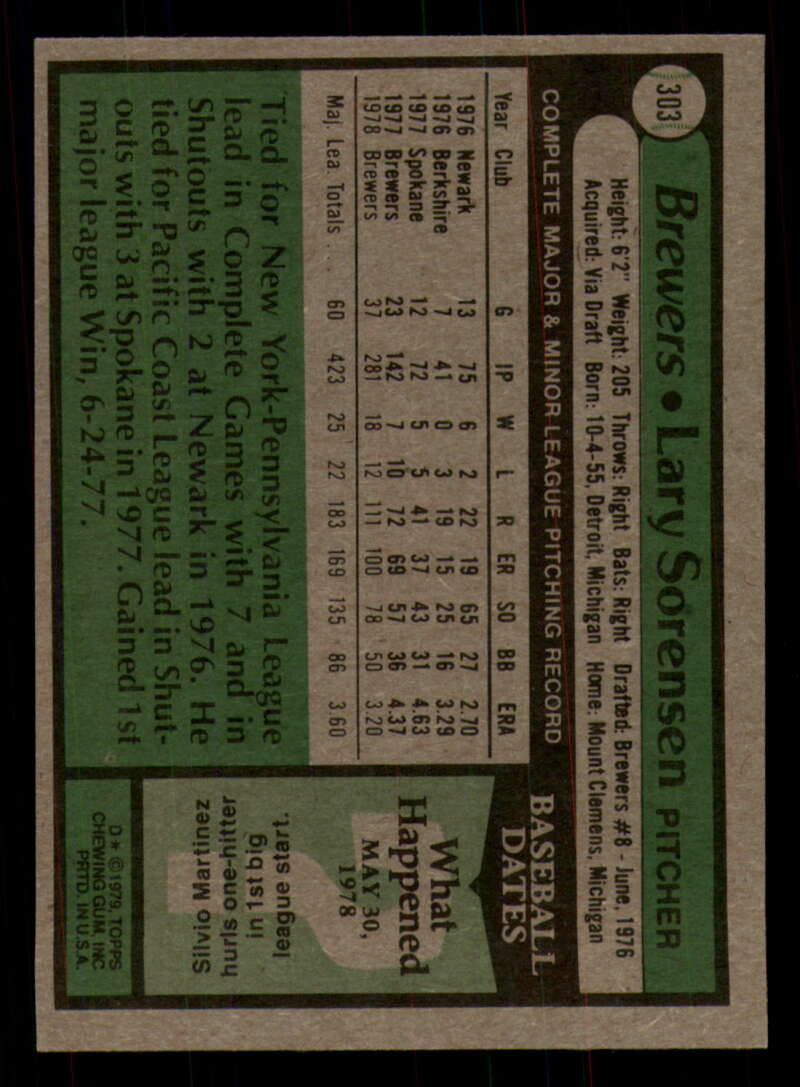 303
Brewers • Lary Sorensen PITCHER
Height: 6'2" Weight: 205 Throws: Right Bats: Right Drafted: Brewers #8 - June, 1976
Acquired: Via Draft Born: 10-4-55, Detroit, Michigan Home: Mount Clemens, Michigan
COMPLETE MAJOR & MINOR LEAGUE PITCHING RECORD
Year Club G IP W L R ER SO BB ERA
1976 Newark 13 75 6 2 22 19 65 27 2.70
1976 Berkshire 7 41 0 3 19 15 25 16 3.29
1977 Spokane 12 72 5 5 41 37 43 31 4.63
1977 Brewers 23 142 7 10 72 69 57 36 4.37
1978 Brewers 37 281 18 12 111 100 78 50 3.20
Maj. Lea Totals ... 60 423 25 22 183 169 135 86 3.60
Tied for New York-Pennsylvania League
lead in Complete Games with 7 and in
Shutouts with 2 at Newark in 1976. He
tied for Pacific Coast League lead in Shut-
outs with 3 at Spokane in 1977. Gained 1st
major league Win, 6-24-77.
BASEBALL
DATES
What
Happened
MAY 30,
1978
Silvio Martinez
hurls one-hitter
in 1st big
league start.
D* © 1979 TOPPS
CHEWING GUM, INC
PRTD. IN U.S.A.